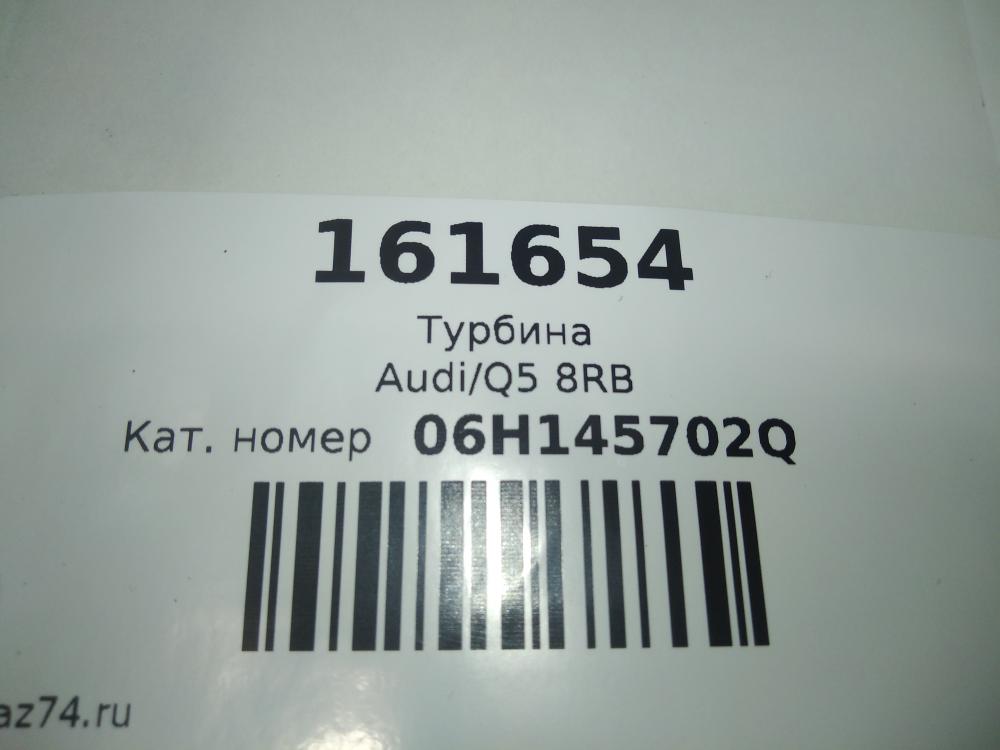 161654
Турбина
Audi/Q5 8RB
Кат. номер 06H145702Q
az74.ru